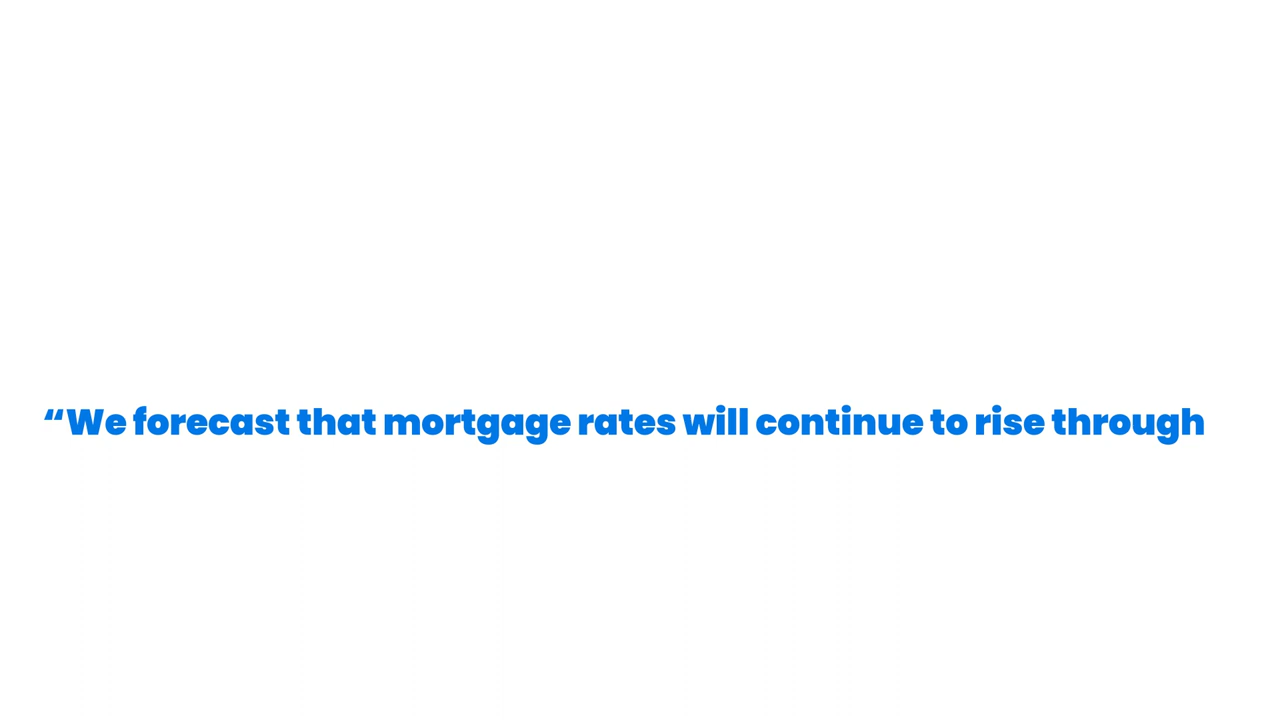 “We forecast that mortgage rates will continue to rise through